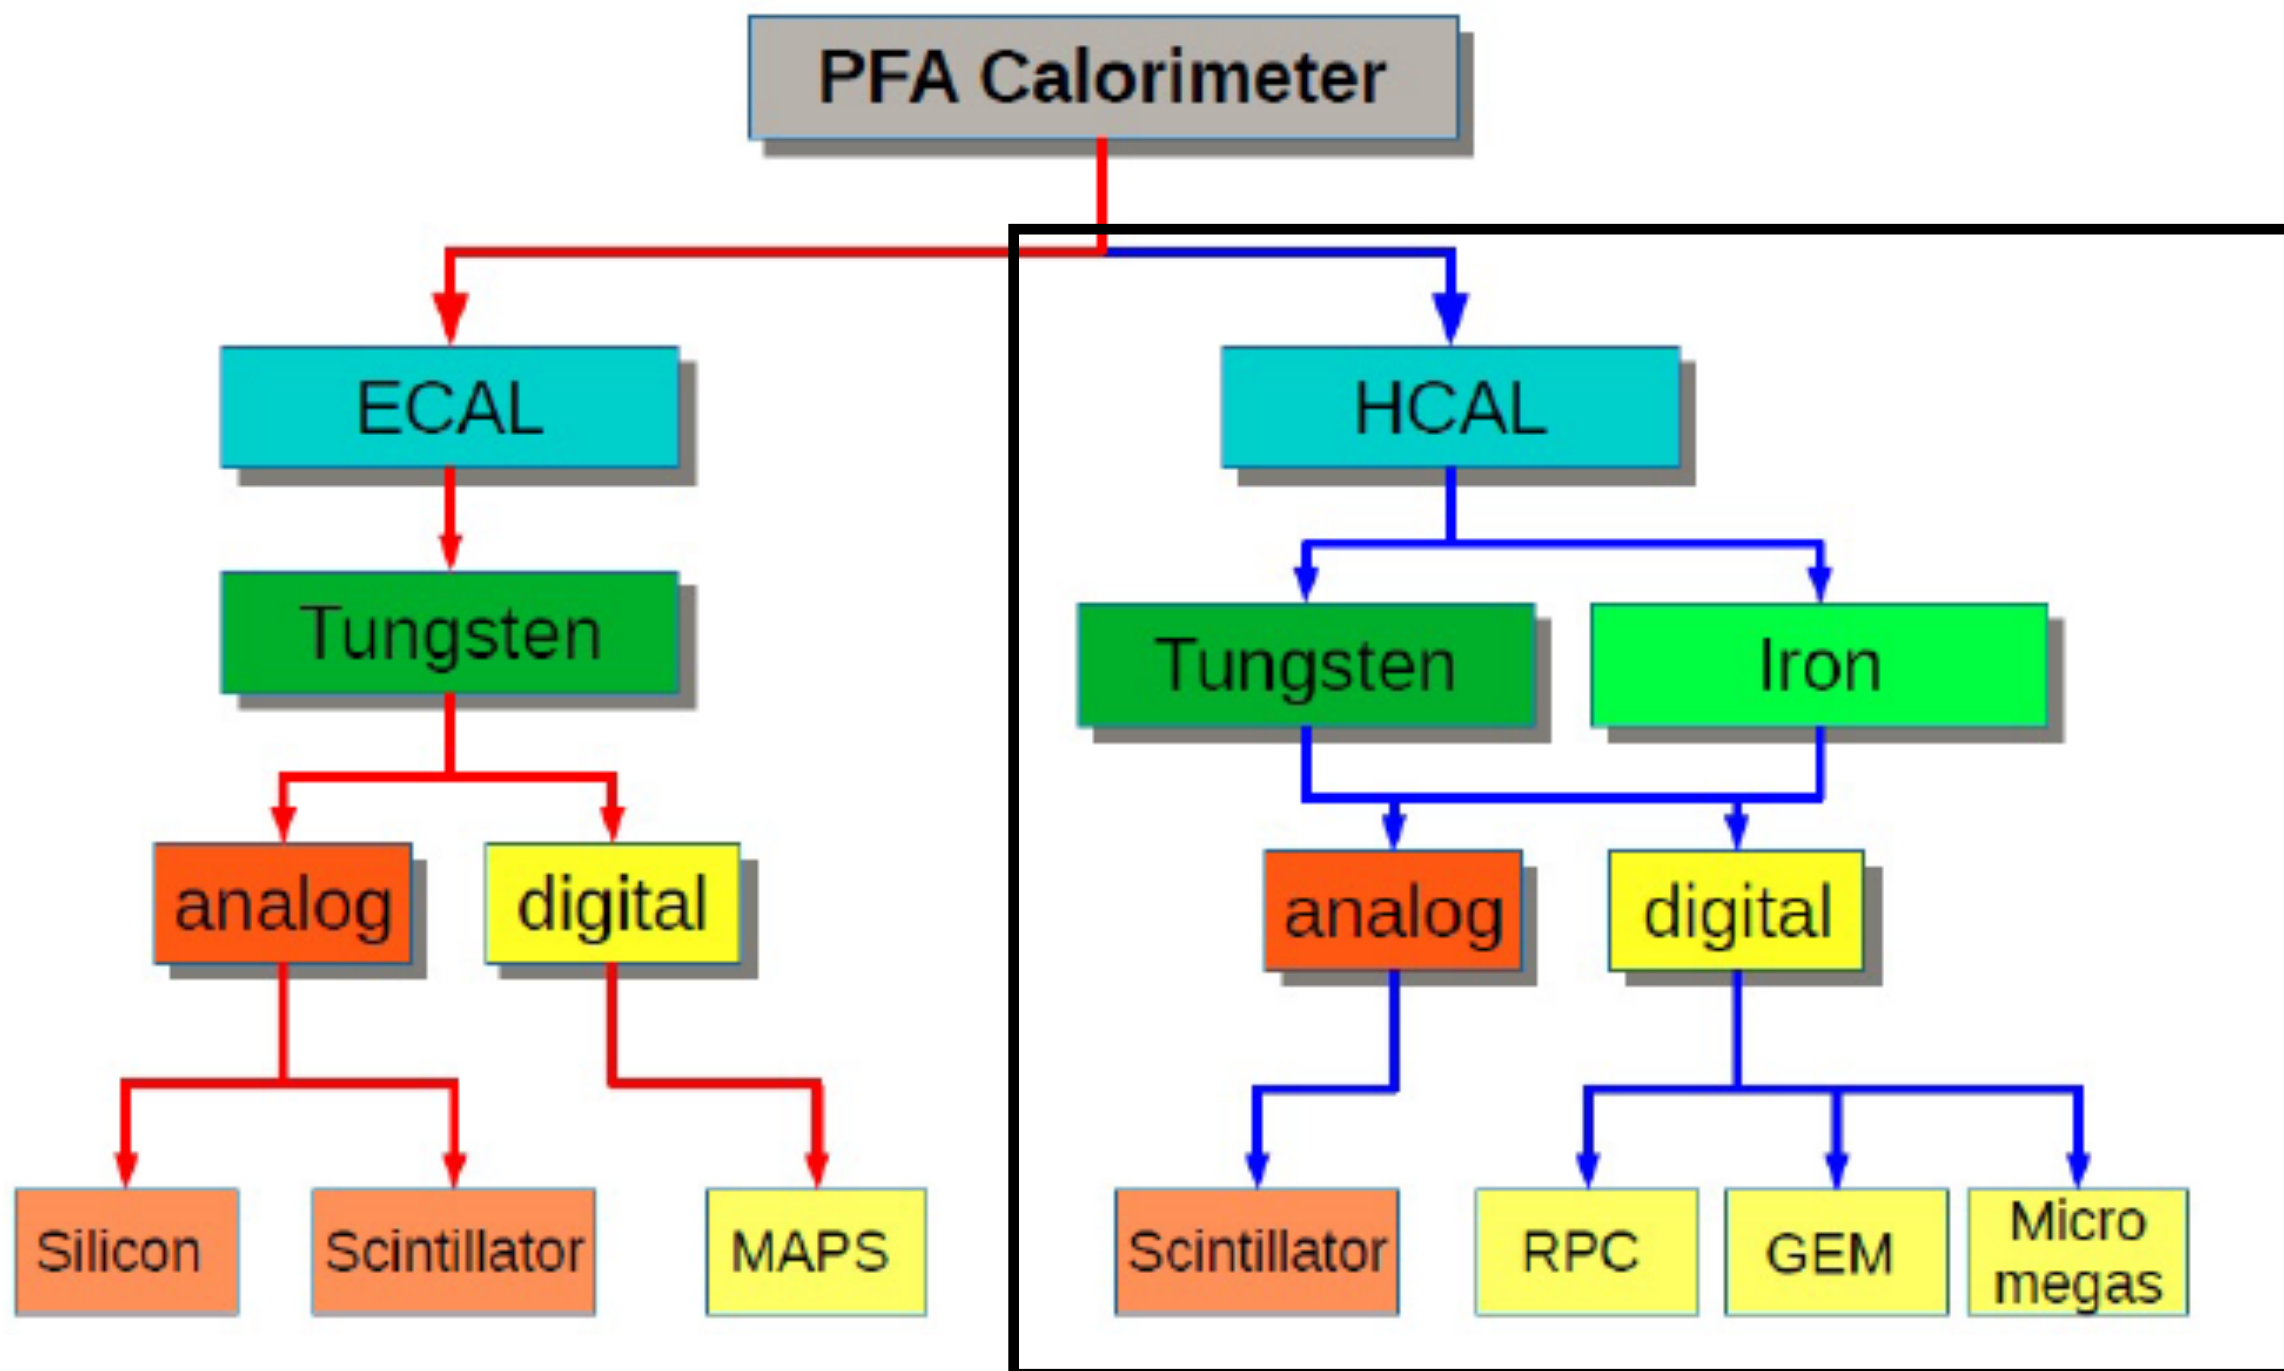 PFA Calorimeter
ECAL
HCAL
Tungsten
Tungsten
Iron
analog
digital
analog
digital
Silicon
Scintillator
MAPS
Scintillator
RPC
GEM
Micro
megas